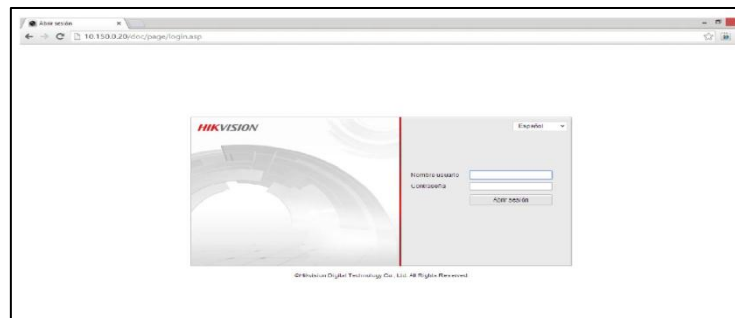 Abrir sesión
10.150.0.20/doc/page/login.asp
HIKVISION
Español
Nombre usuario
Contraseña
Abrir sesión
©Hikvision Digital Technology Co., Ltd. All Rights Reserved.